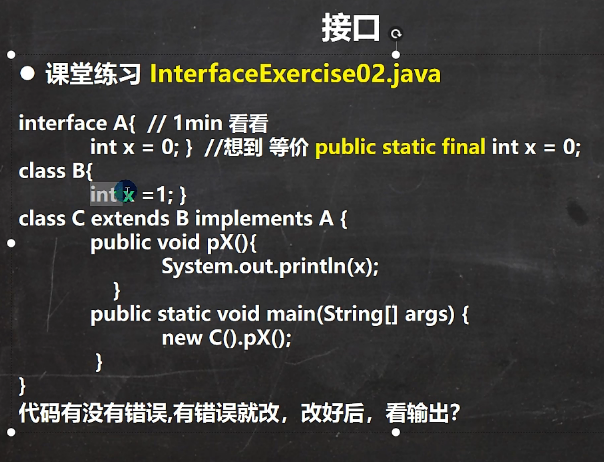 接口
● 课堂练习 InterfaceExercise02.java
interface A{ // 1min 看看
int x = 0; } //想到 等价 public static final int x = 0;
class B{
int x =1; }
class C extends B implements A {
public void pX(){
System.out.println(x);
}
public static void main(String[] args) {
new C().pX();
}
}
代码有没有错误,有错误就改，改好后，看输出?